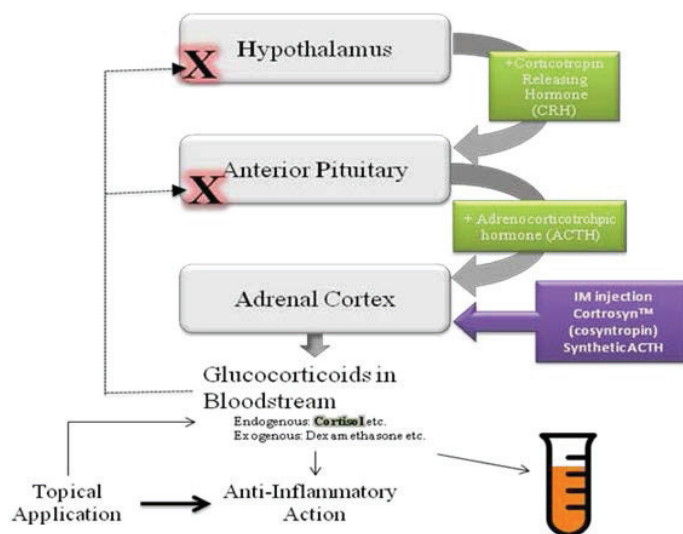 Hypothalamus
X
+Corticotropin
Releasing
Hormone
(CRH)
Anterior Pituitary
X
+ Adrenocorticotrohpic
hormone (ACTH)
Adrenal Cortex
IM injection
Cortrosyn™
(cosyntropin)
Synthetic ACTH
Glucocorticoids in
Bloodstream
Endogenous: Cortisol etc.
Exogenous: Dexamethasone etc.
Topical
Application
Anti-Inflammatory
Action